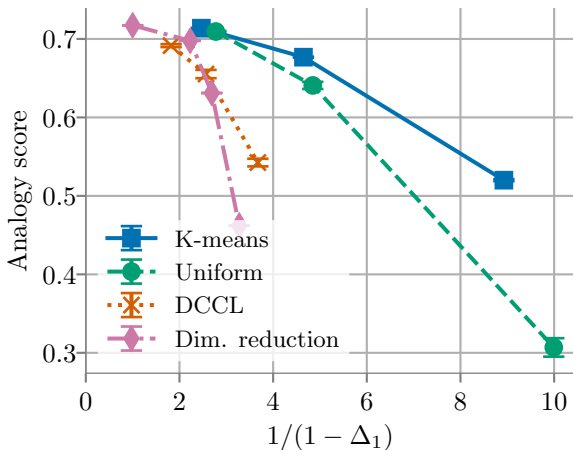 0.7
0.6
0.5
0.4
0.3
Analogy score
K-means
Uniform
DCCL
Dim. reduction
0 2 4 6 8 10
1/(1 − Δ₁)